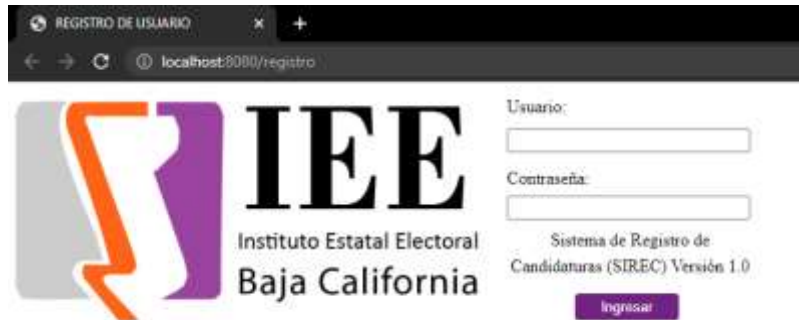 REGISTRO DE USUARIO
localhost:8080/registro
IEE
Instituto Estatal Electoral
Baja California
Usuario:
Contraseña:
Sistema de Registro de
Candidaturas (SIREC) Versión 1.0
Ingresar